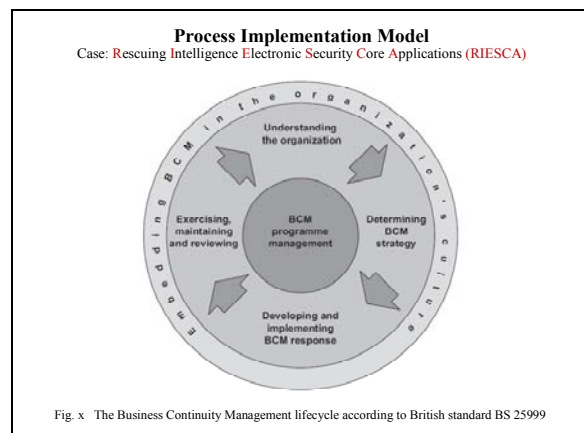 Process Implementation Model
Case: Rescuing Intelligence Electronic Security Core Applications (RIESCA)
Embedding BCM in the organization's culture
Understanding
the organization
Exercising,
maintaining
and reviewing
BCM
programme
management
Determining
BCM
strategy
Developing and
implementing
BCM response
Fig. x The Business Continuity Management lifecycle according to British standard BS 25999